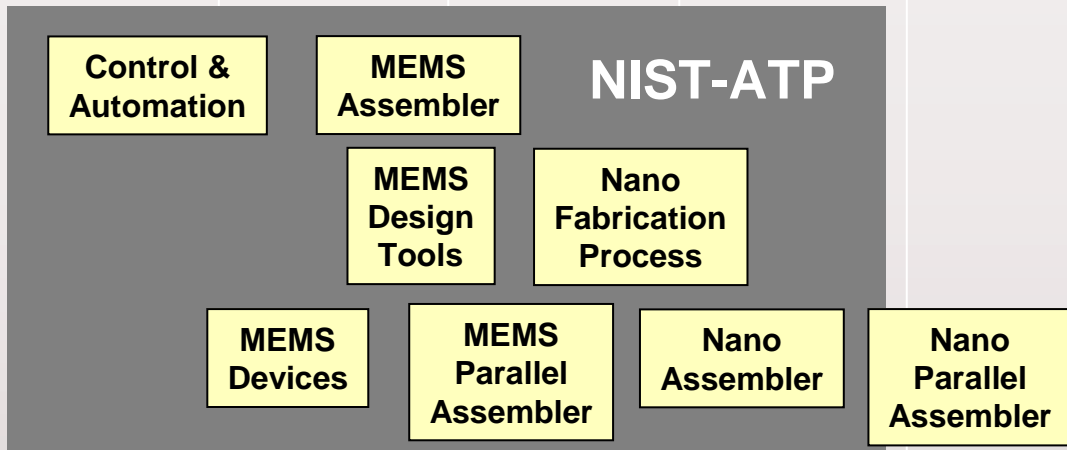 Control &
Automation
MEMS
Assembler
NIST-ATP
MEMS
Design
Tools
Nano
Fabrication
Process
MEMS
Devices
MEMS
Parallel
Assembler
Nano
Assembler
Nano
Parallel
Assembler